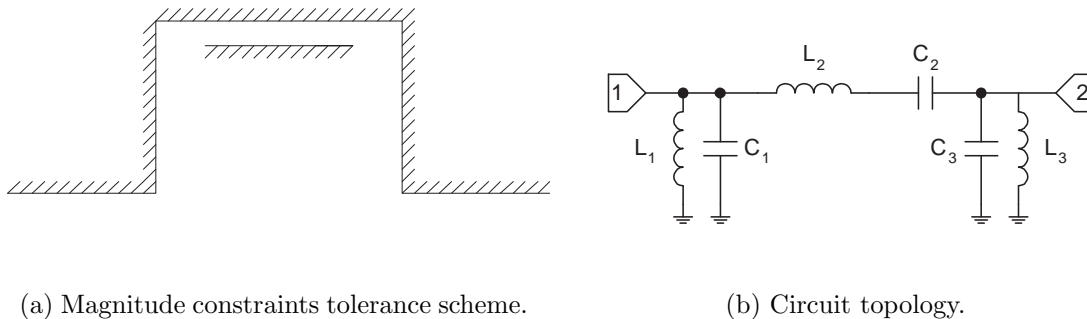 L2
C2
1
2
L1
C1
C3
L3
(a) Magnitude constraints tolerance scheme.
(b) Circuit topology.